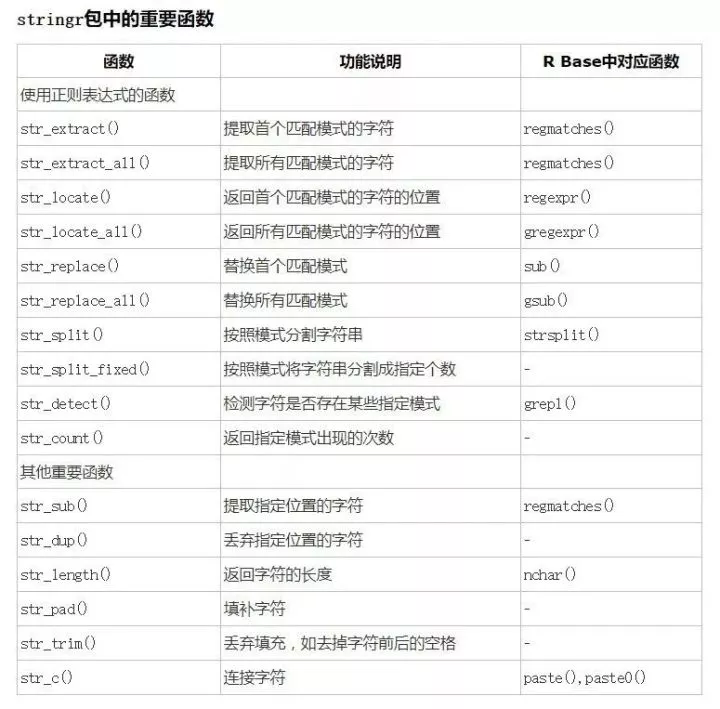 stringr包中的重要函数
函数 功能说明 R Base中对应函数
使用正则表达式的函数
str_extract() 提取首个匹配模式的字符 regmatches()
str_extract_all() 提取所有匹配模式的字符 regmatches()
str_locate() 返回首个匹配模式的字符的位置 regexpr()
str_locate_all() 返回所有匹配模式的字符的位置 gregexpr()
str_replace() 替换首个匹配模式 sub()
str_replace_all() 替换所有匹配模式 gsub()
str_split() 按照模式分割字符串 strsplit()
str_split_fixed() 按照模式将字符串分割成指定个数 -
str_detect() 检测字符是否存在某些指定模式 grepl()
str_count() 返回指定模式出现的次数 -
其他重要函数
str_sub() 提取指定位置的字符 regmatches()
str_dup() 丢弃指定位置的字符 -
str_length() 返回字符的长度 nchar()
str_pad() 填补字符 -
str_trim() 丢弃填充，如去掉字符前后的空格 -
str_c() 连接字符 paste(),paste0()